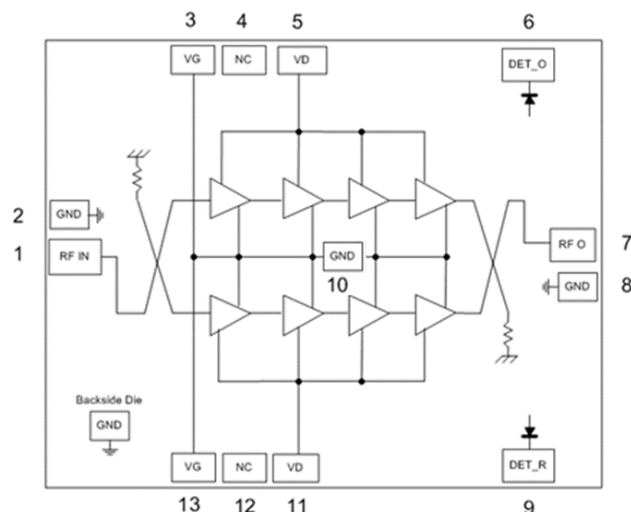 3 4 5 6
VG NC VD DET_O
2 GND
1 RF IN
GND
10
RF O 7
GND 8
Backside Die
GND
VG NC VD DET_R
13 12 11 9